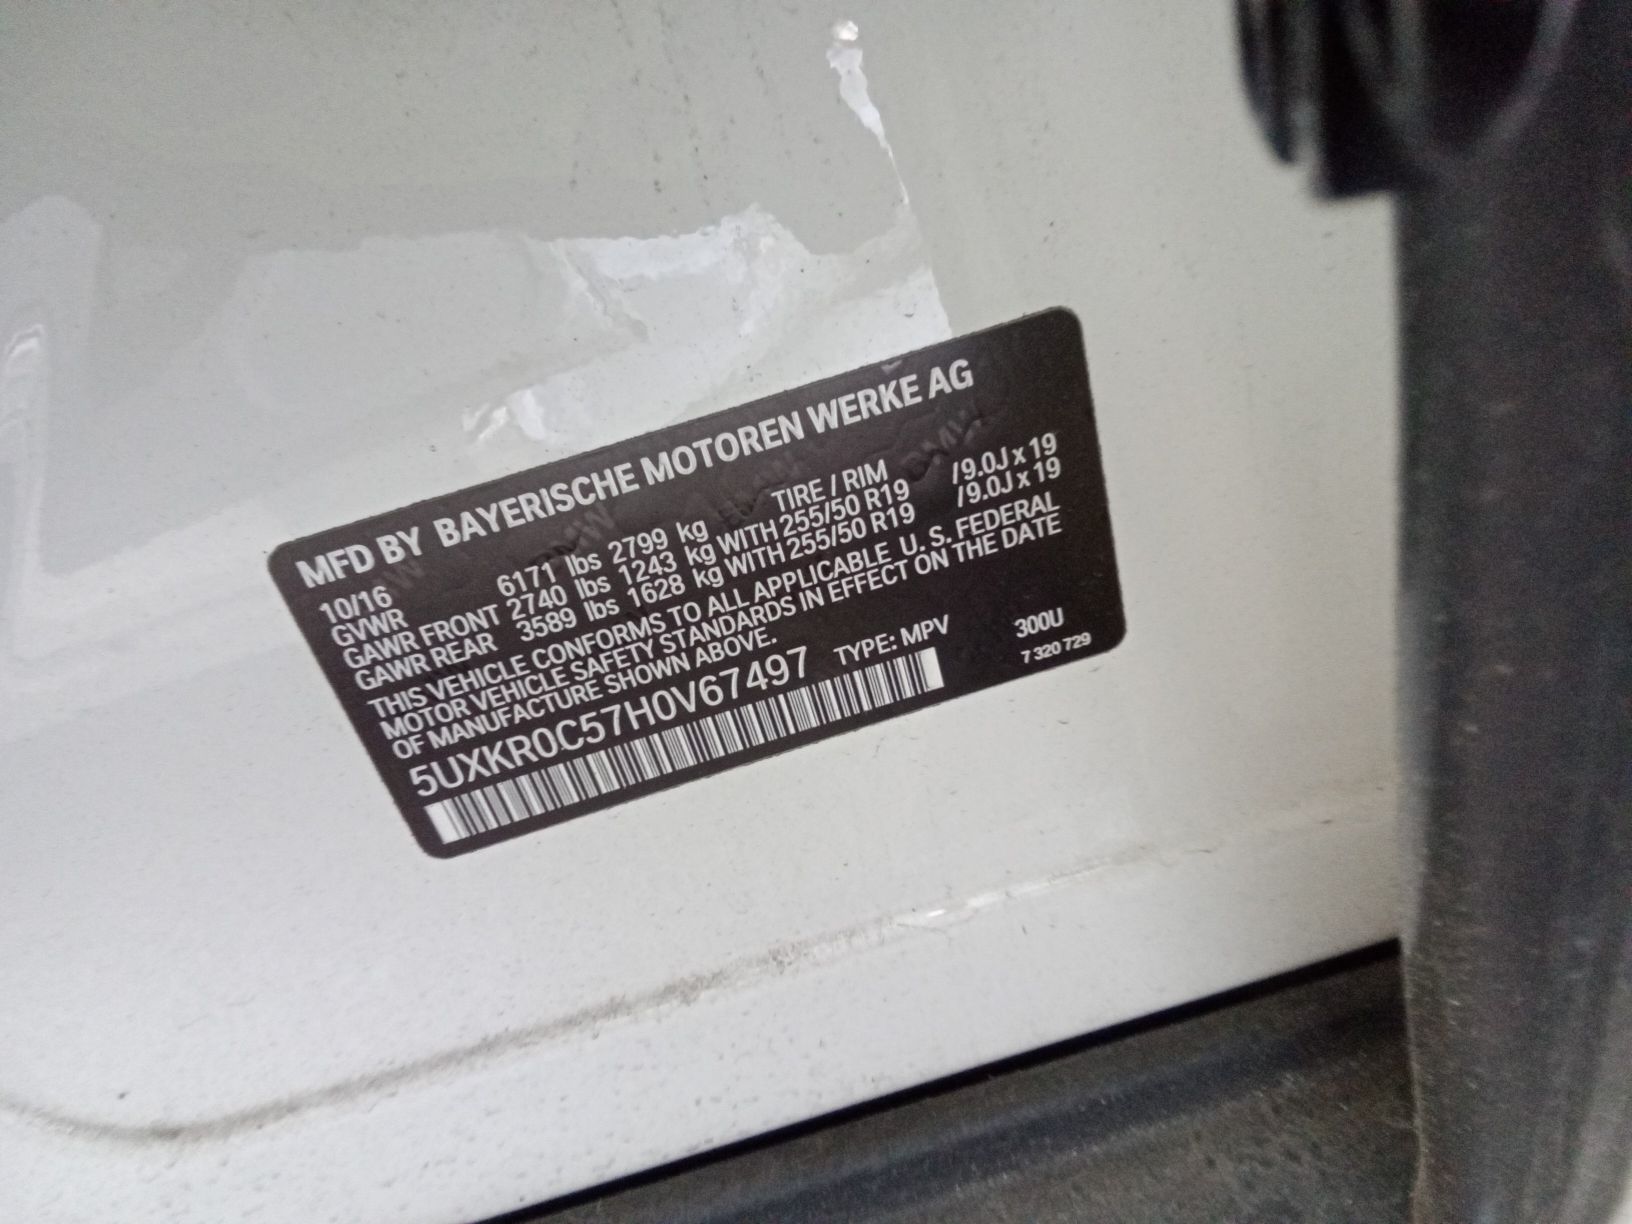 MFD BY BAYERISCHE MOTOREN WERKE AG
10/16 TIRE / RIM
GVWR 6171 lbs 2799 kg
GAWR FRONT 2740 lbs 1243 kg WITH 255/50 R19 /9.0J x 19
GAWR REAR 3589 lbs 1628 kg WITH 255/50 R19 /9.0J x 19
THIS VEHICLE CONFORMS TO ALL APPLICABLE U. S. FEDERAL
MOTOR VEHICLE SAFETY STANDARDS IN EFFECT ON THE DATE
OF MANUFACTURE SHOWN ABOVE.
5UXKR0C57H0V67497 TYPE: MPV 300U
7 320 729